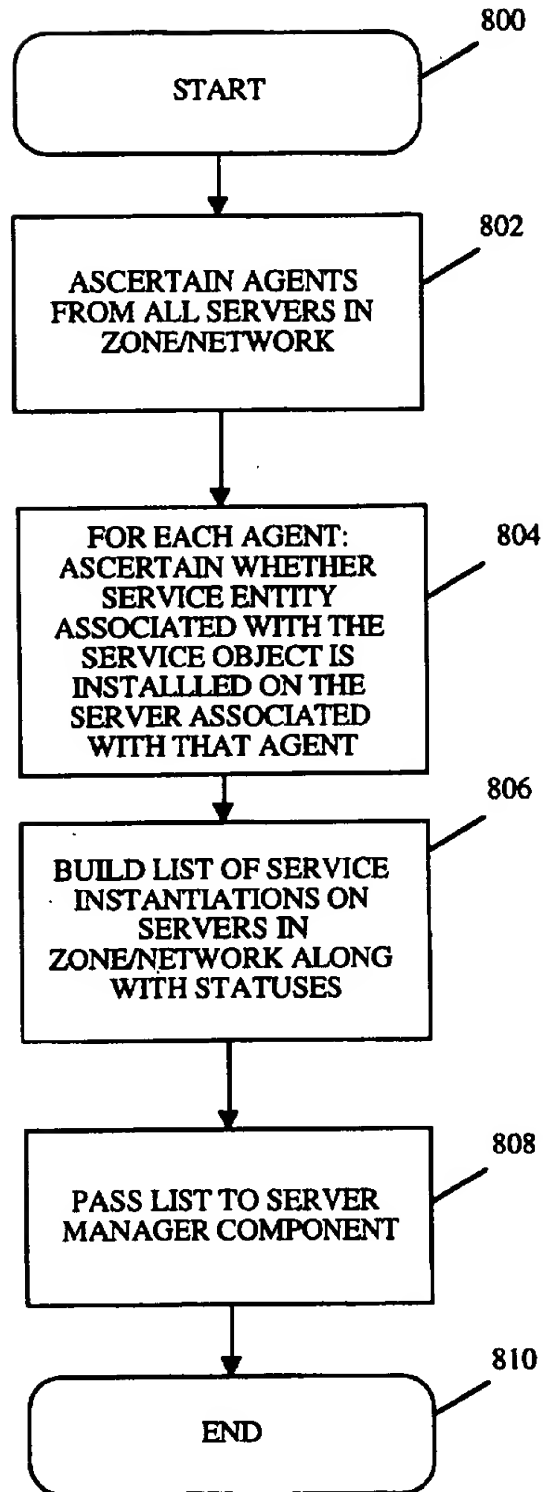 800
START
802
ASCERTAIN AGENTS
FROM ALL SERVERS IN
ZONE/NETWORK
804
FOR EACH AGENT:
ASCERTAIN WHETHER
SERVICE ENTITY
ASSOCIATED WITH THE
SERVICE OBJECT IS
INSTALLLED ON THE
SERVER ASSOCIATED
WITH THAT AGENT
806
BUILD LIST OF SERVICE
INSTANTIATIONS ON
SERVERS IN
ZONE/NETWORK ALONG
WITH STATUSES
808
PASS LIST TO SERVER
MANAGER COMPONENT
810
END